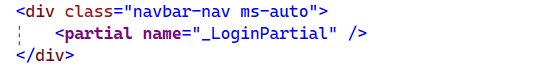 <div class="navbar-nav ms-auto">
    <partial name="_LoginPartial" />
</div>